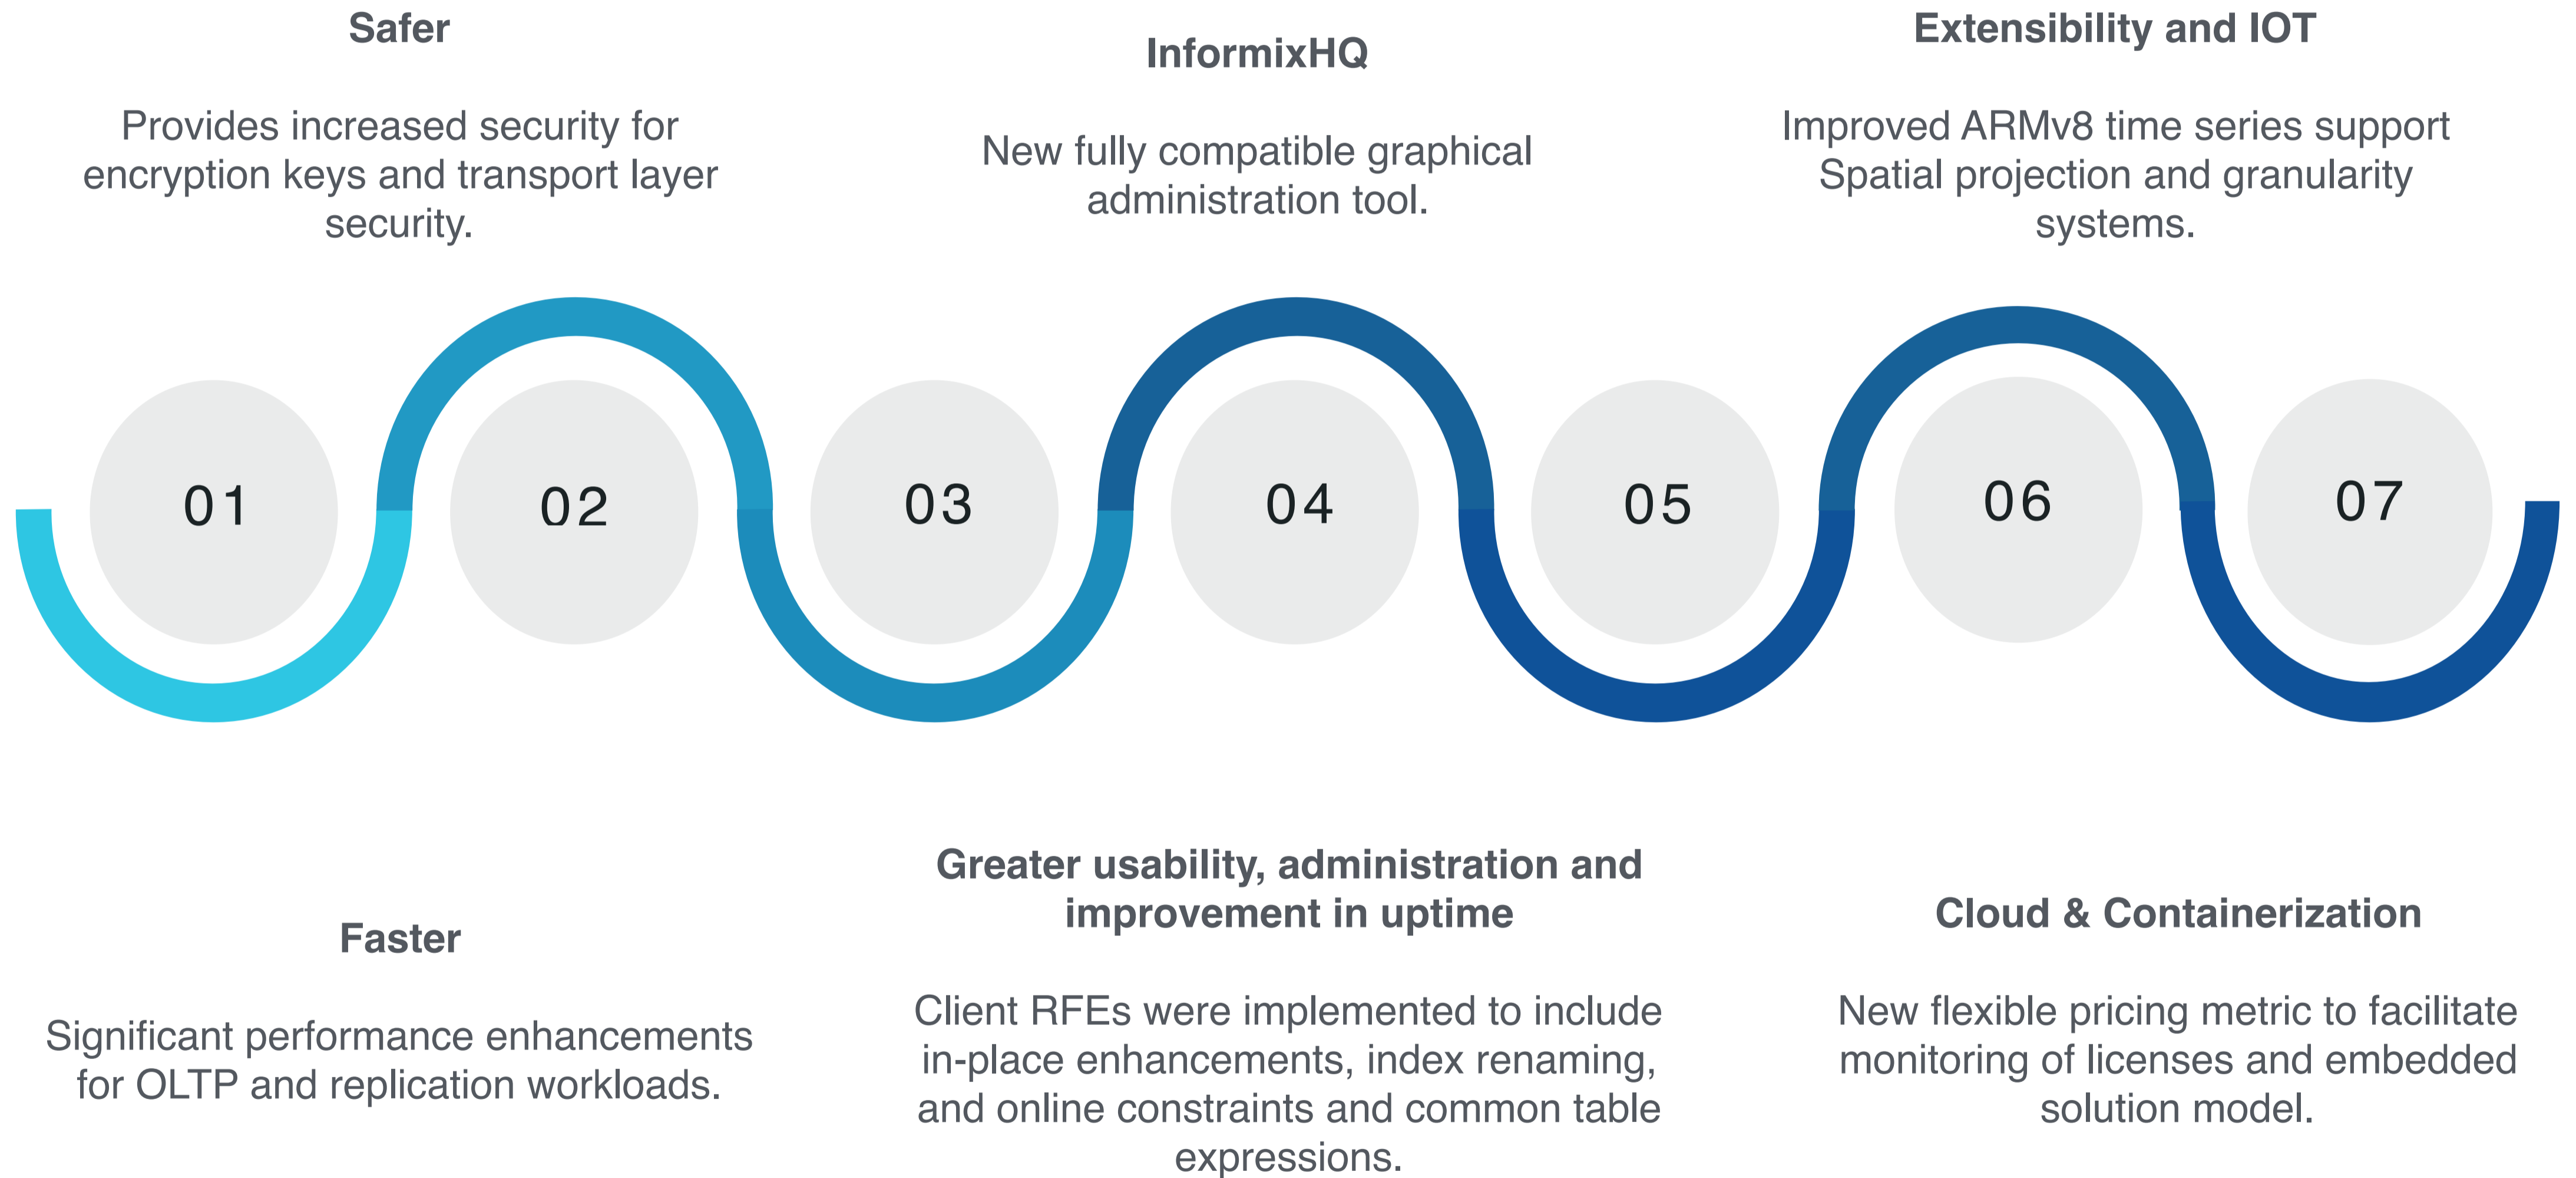 Safer
Provides increased security for
encryption keys and transport layer
security.
InformixHQ
New fully compatible graphical
administration tool.
Extensibility and IOT
Improved ARMv8 time series support
Spatial projection and granularity
systems.
01
02
03
04
05
06
07
Faster
Significant performance enhancements
for OLTP and replication workloads.
Greater usability, administration and
improvement in uptime
Client RFEs were implemented to include
in-place enhancements, index renaming,
and online constraints and common table
expressions.
Cloud & Containerization
New flexible pricing metric to facilitate
monitoring of licenses and embedded
solution model.